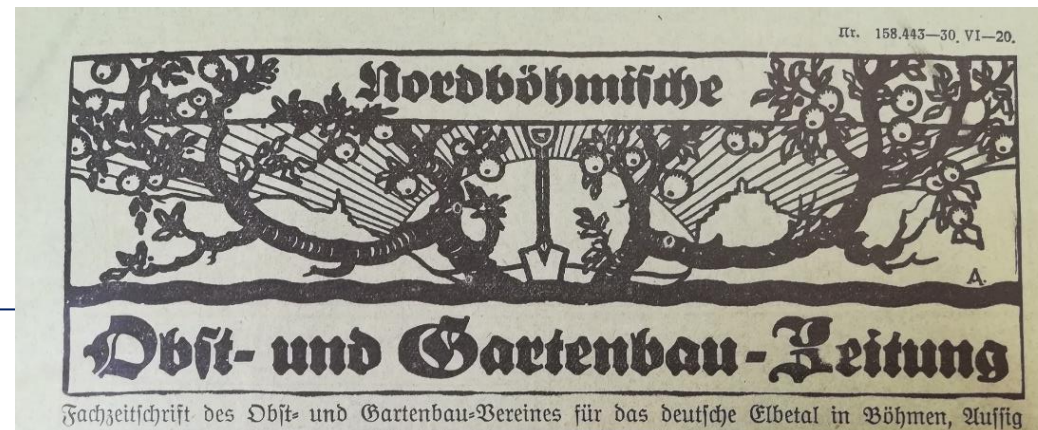 Nr. 158.443—30. VI—20.
Nordböhmiſche
A.
Obſt- und Gartenbau-Zeitung
Fachzeitſchrift des Obſt- und Gartenbau-Vereines für das deutſche Elbetal in Böhmen, Auſſig